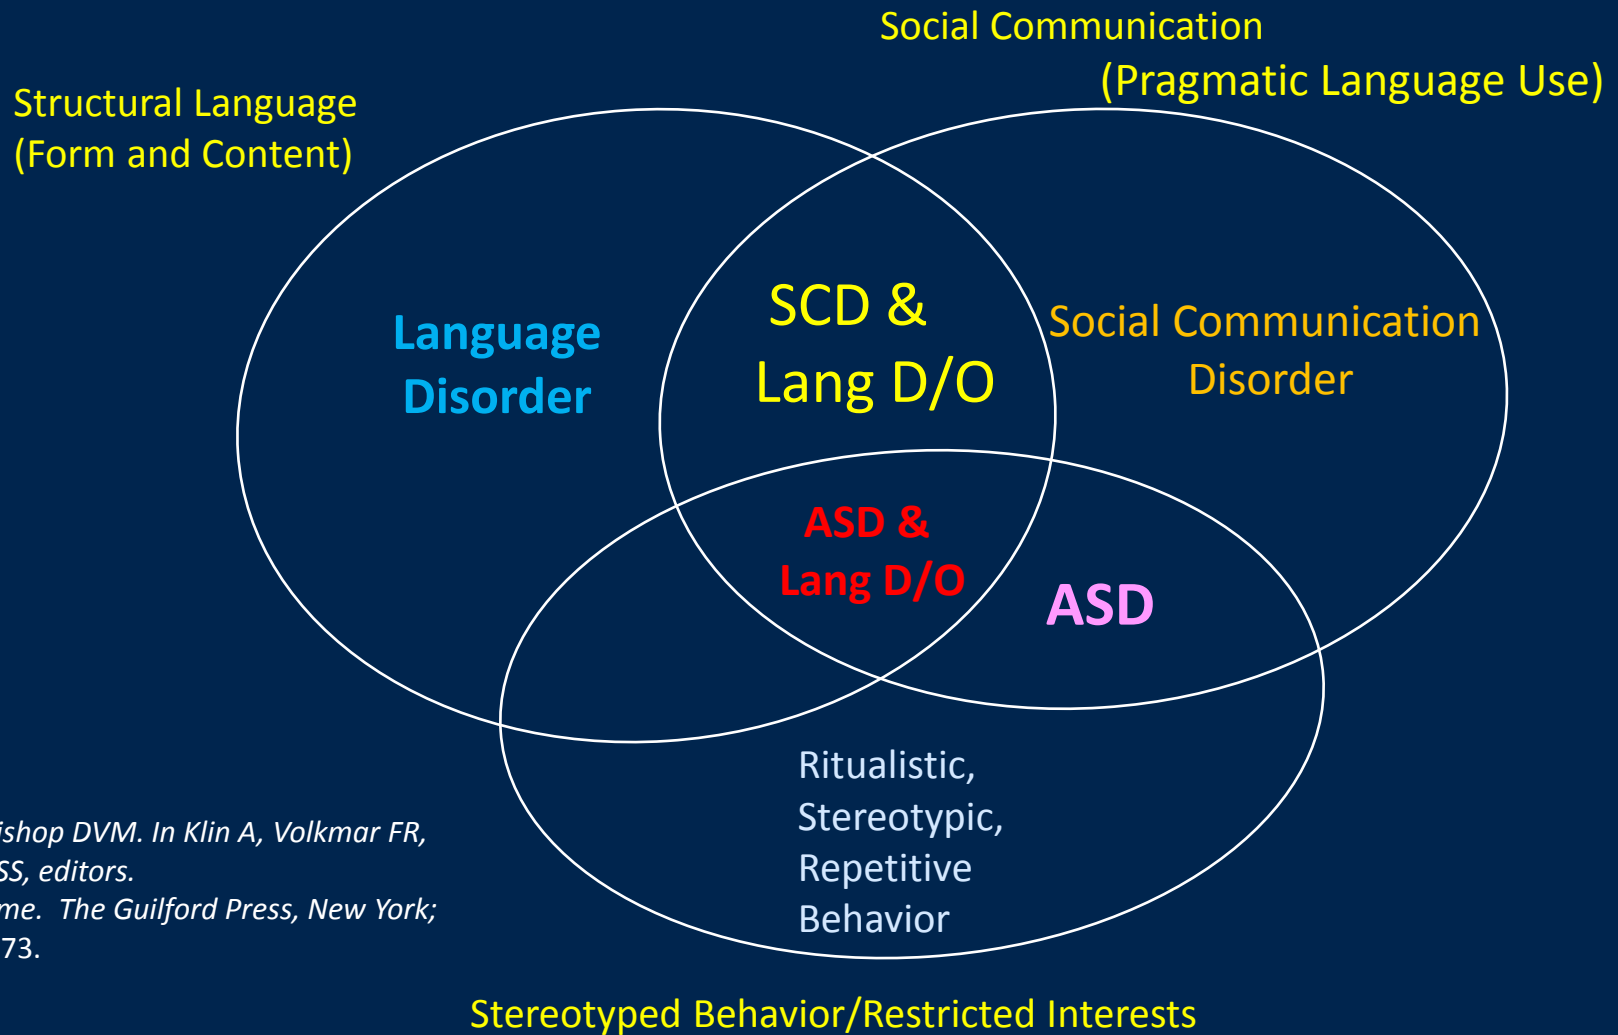 Social Communication
(Pragmatic Language Use)
Structural Language
(Form and Content)
SCD &
Lang D/O
Language
Disorder
Social Communication
Disorder
ASD &
Lang D/O
ASD
Ritualistic,
Stereotypic,
Repetitive
Behavior
ishop DVM. In Klin A, Volkmar FR,
SS, editors.
me. The Guilford Press, New York;
73.
Stereotyped Behavior/Restricted Interests